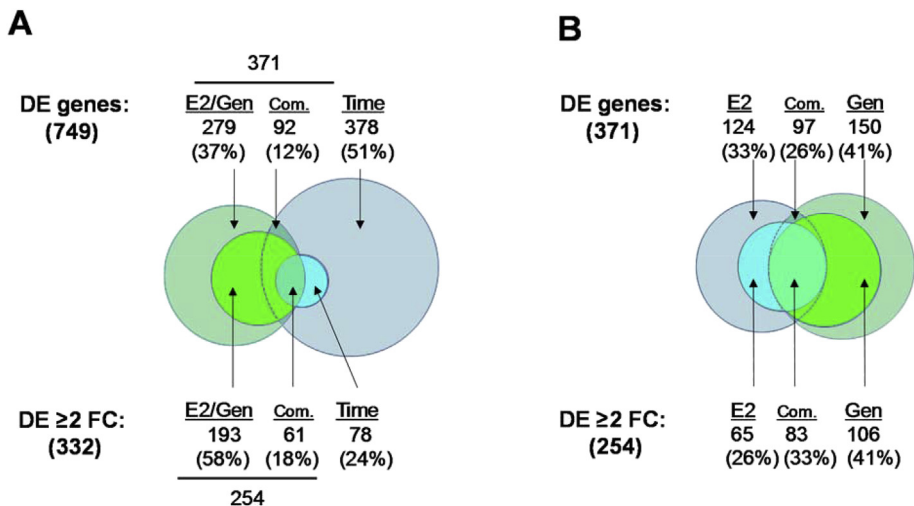 A
371
DE genes: E2/Gen Com. Time
(749) 279 92 378
(37%) (12%) (51%)
DE ≥2 FC: E2/Gen Com. Time
(332) 193 61 78
(58%) (18%) (24%)
254
B
DE genes: E2 Com. Gen
(371) 124 97 150
(33%) (26%) (41%)
DE ≥2 FC: E2 Com. Gen
(254) 65 83 106
(26%) (33%) (41%)